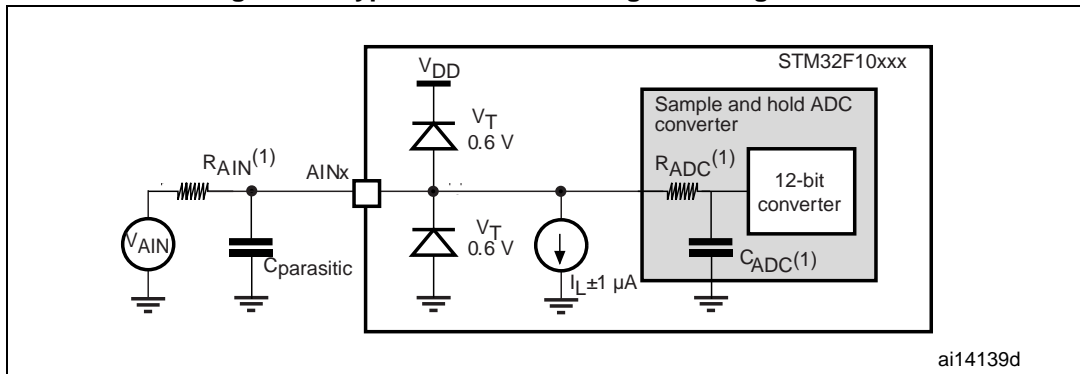 STM32F10xxx
VDD
Sample and hold ADC
converter
VT
0.6 V
RAIN(1)
AINx
RADC(1)
12-bit
converter
VAIN
Cparasitic
VT
0.6 V
IL±1 µA
CADC(1)
ai14139d